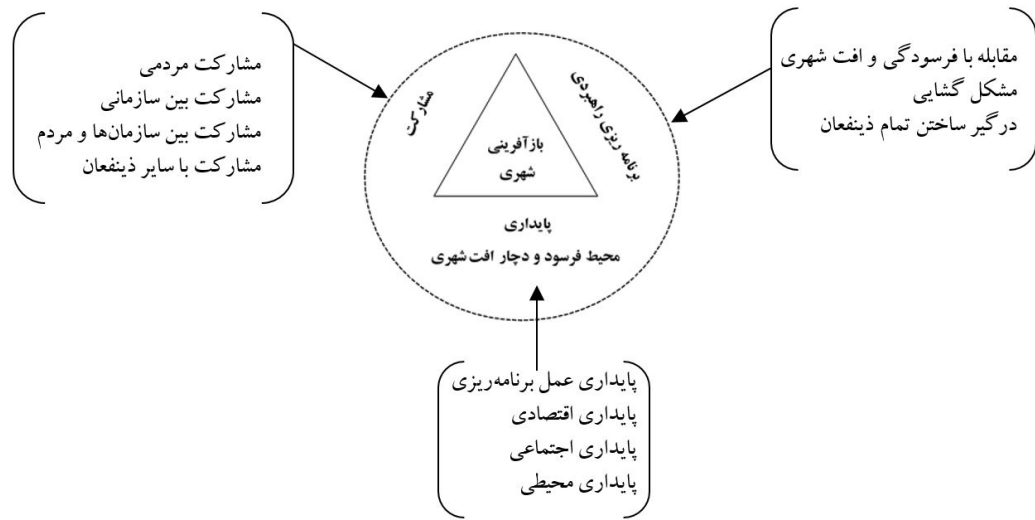 مقابله با فرسودگی و افت شهری
مشکل گشایی
درگیر ساختن تمام ذینفعان
برنامه ریزی راهبردی
مشارکت
مشارکت مردمی
مشارکت بین سازمانی
مشارکت بین سازمان‌ها و مردم
مشارکت با سایر ذینفعان
بازآفرینی
شهری
پایداری
محیط فرسود و دچار افت شهری
پایداری عمل برنامه‌ریزی
پایداری اقتصادی
پایداری اجتماعی
پایداری محیطی